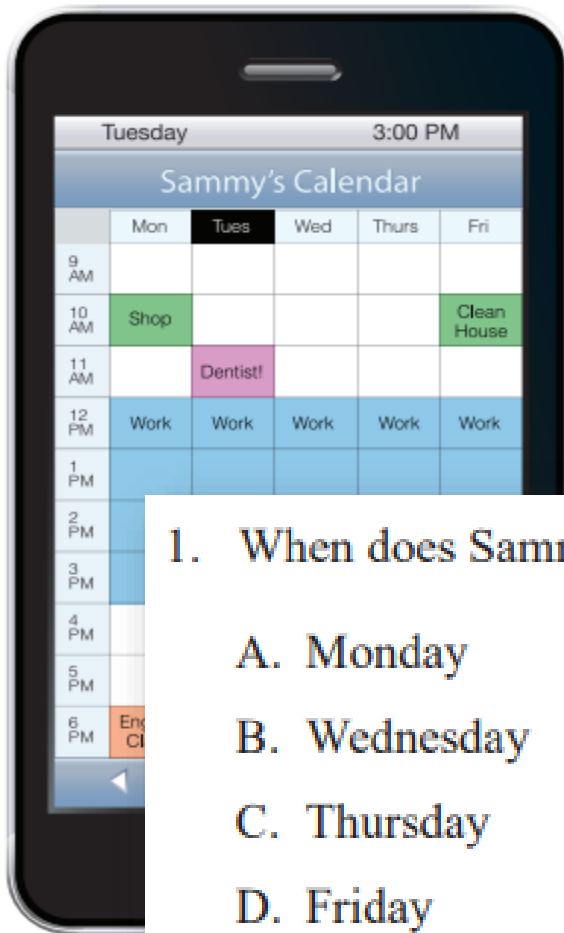 Tuesday 3:00 PM
Sammy's Calendar
Mon Tues Wed Thurs Fri
9 AM
10 AM Shop Clean House
11 AM Dentist!
12 PM Work Work Work Work Work
1 PM
2 PM
3 PM
4 PM
5 PM
6 PM
1. When does
A. Monday
B. Wednesday
C. Thursday
D. Friday